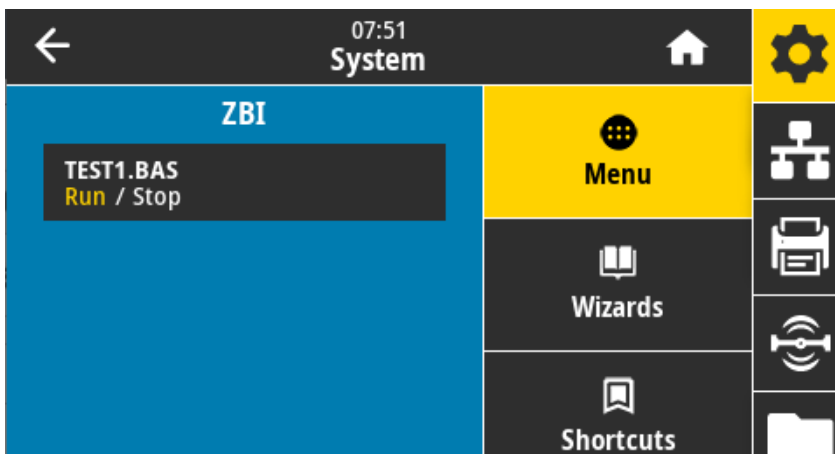 07:51
System
ZBI
TEST1.BAS
Run / Stop
Menu
Wizards
Shortcuts